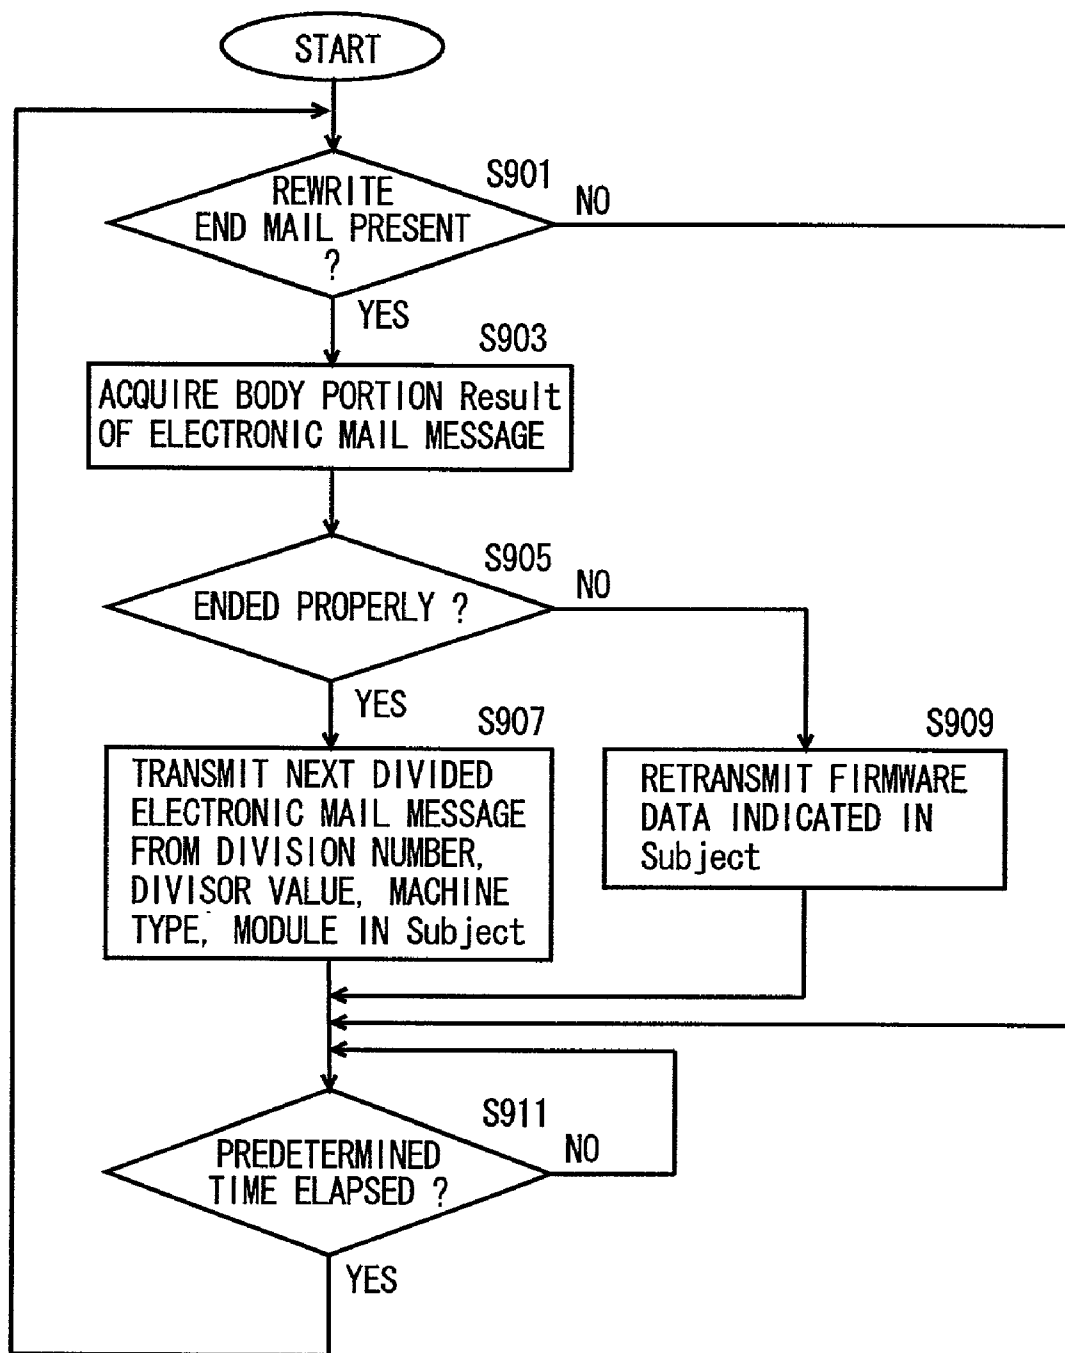 START
S901
REWRITE
END MAIL PRESENT
?
NO
YES
S903
ACQUIRE BODY PORTION Result
OF ELECTRONIC MAIL MESSAGE
S905
ENDED PROPERLY ?
NO
YES
S907
TRANSMIT NEXT DIVIDED
ELECTRONIC MAIL MESSAGE
FROM DIVISION NUMBER,
DIVISOR VALUE, MACHINE
TYPE, MODULE IN Subject
S909
RETRANSMIT FIRMWARE
DATA INDICATED IN
Subject
S911
PREDETERMINED
TIME ELAPSED ?
NO
YES